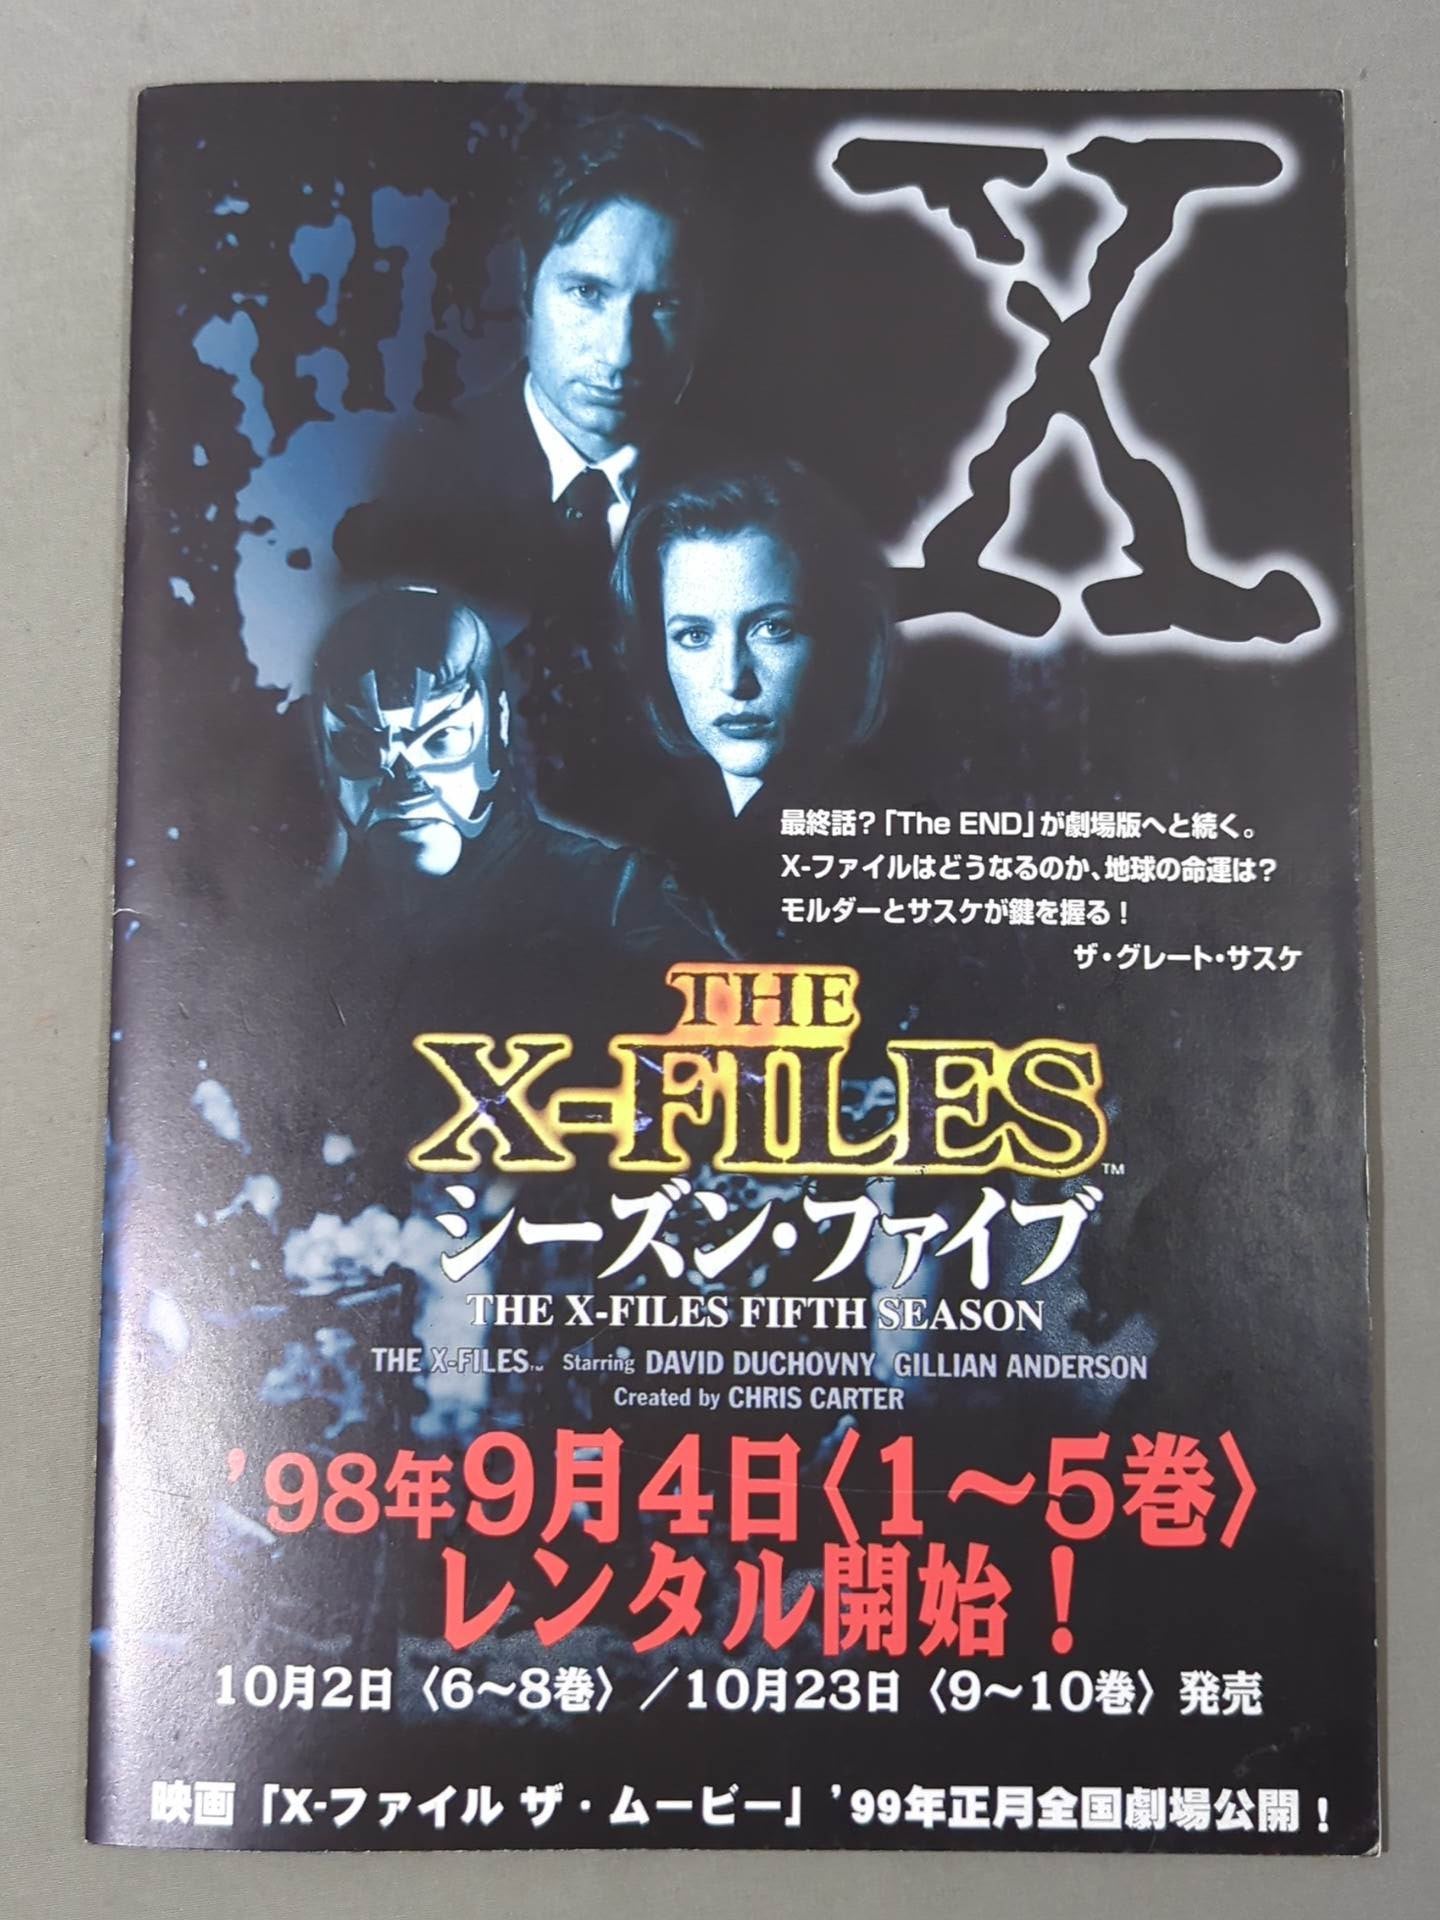 X
最終話?「The END」が劇場版へと続く。
X-ファイルはどうなるのか、地球の命運は?
モルダーとサスケが鍵を握る!
ザ・グレート・サスケ
THE
X-FILES™
シーズン・ファイブ
THE X-FILES FIFTH SEASON
THE X-FILES™ Starring DAVID DUCHOVNY GILLIAN ANDERSON
Created by CHRIS CARTER
'98年9月4日〈1〜5巻〉
レンタル開始!
10月2日〈6〜8巻〉/10月23日〈9〜10巻〉発売
映画「X-ファイル ザ・ムービー」'99年正月全国劇場公開!